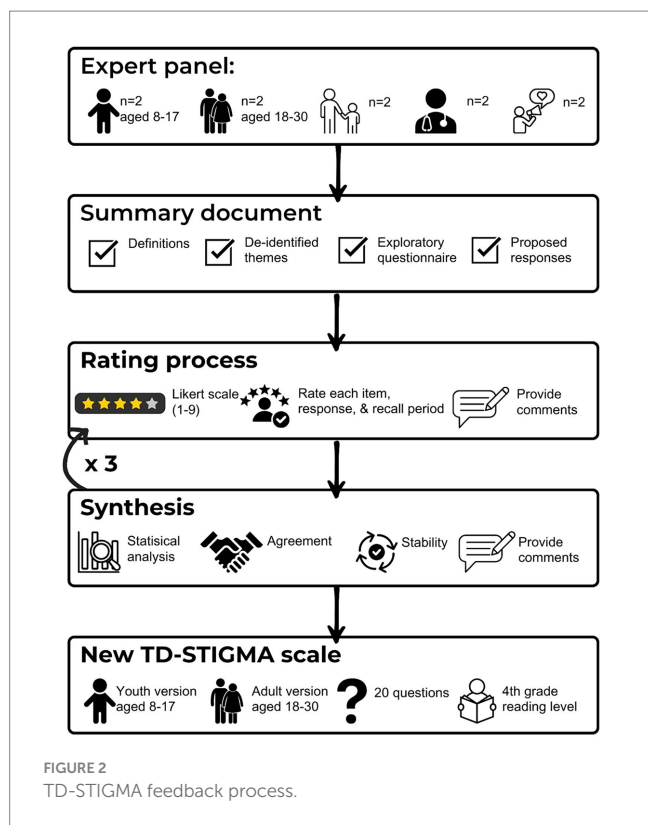 Expert panel:
n=2
aged 8-17
n=2
aged 18-30
n=2
n=2
n=2
Summary document
Definitions
De-identified
themes
Exploratory
questionnaire
Proposed
responses
Rating process
Likert scale
(1-9)
Rate each item,
response, & recall period
Provide
comments
x 3
Synthesis
Statisical
analysis
Agreement
Stability
Provide
comments
New TD-STIGMA scale
Youth version
aged 8-17
Adult version
aged 18-30
?
20 questions
4th grade
reading level
FIGURE 2
TD-STIGMA feedback process.